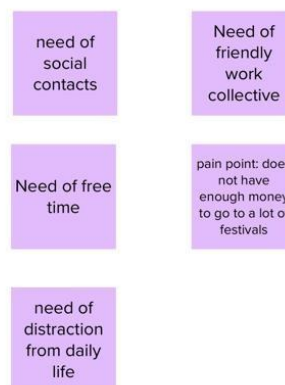 need of
social
contacts
Need of
friendly
work
collective
Need of free
time
pain point: doe
not have
enough money
to go to a lot o
festivals
need of
distraction
from daily
life